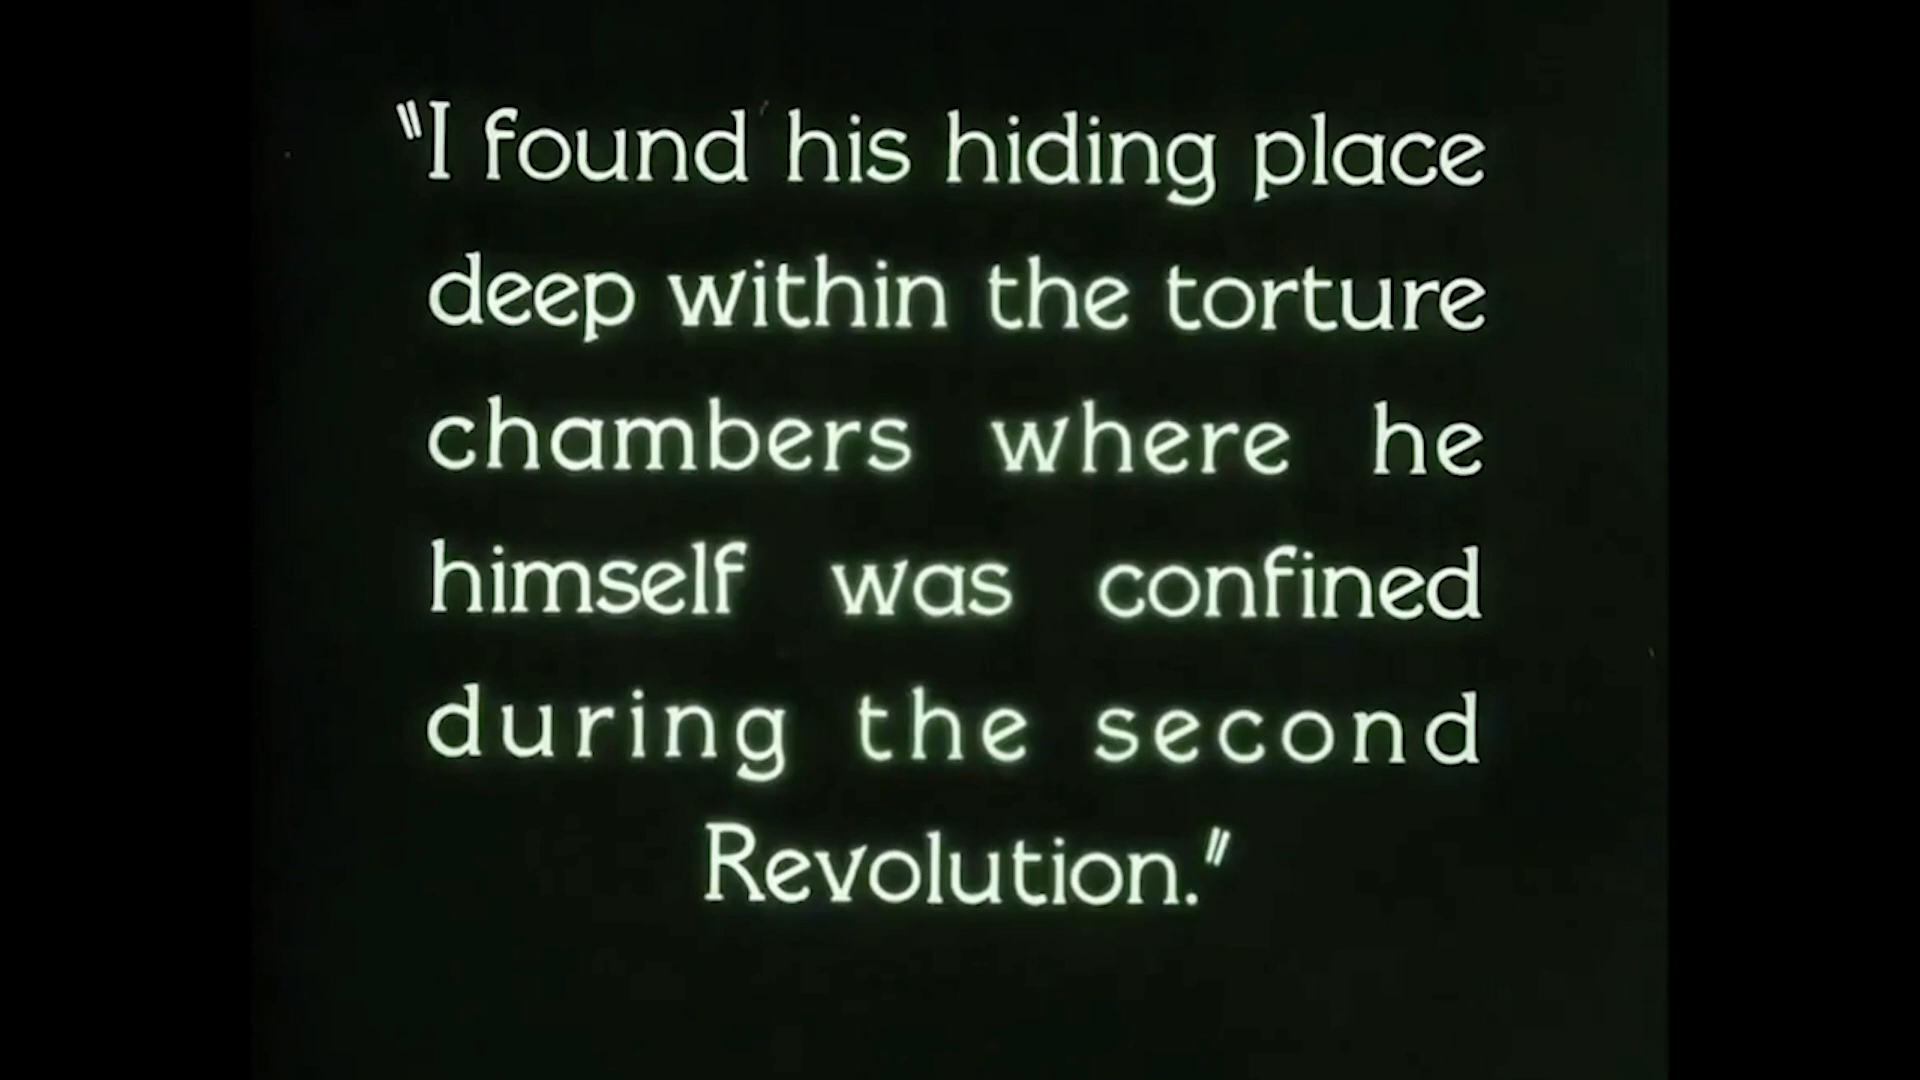 "I found his hiding place
deep within the torture
chambers where he
himself was confined
during the second
Revolution."